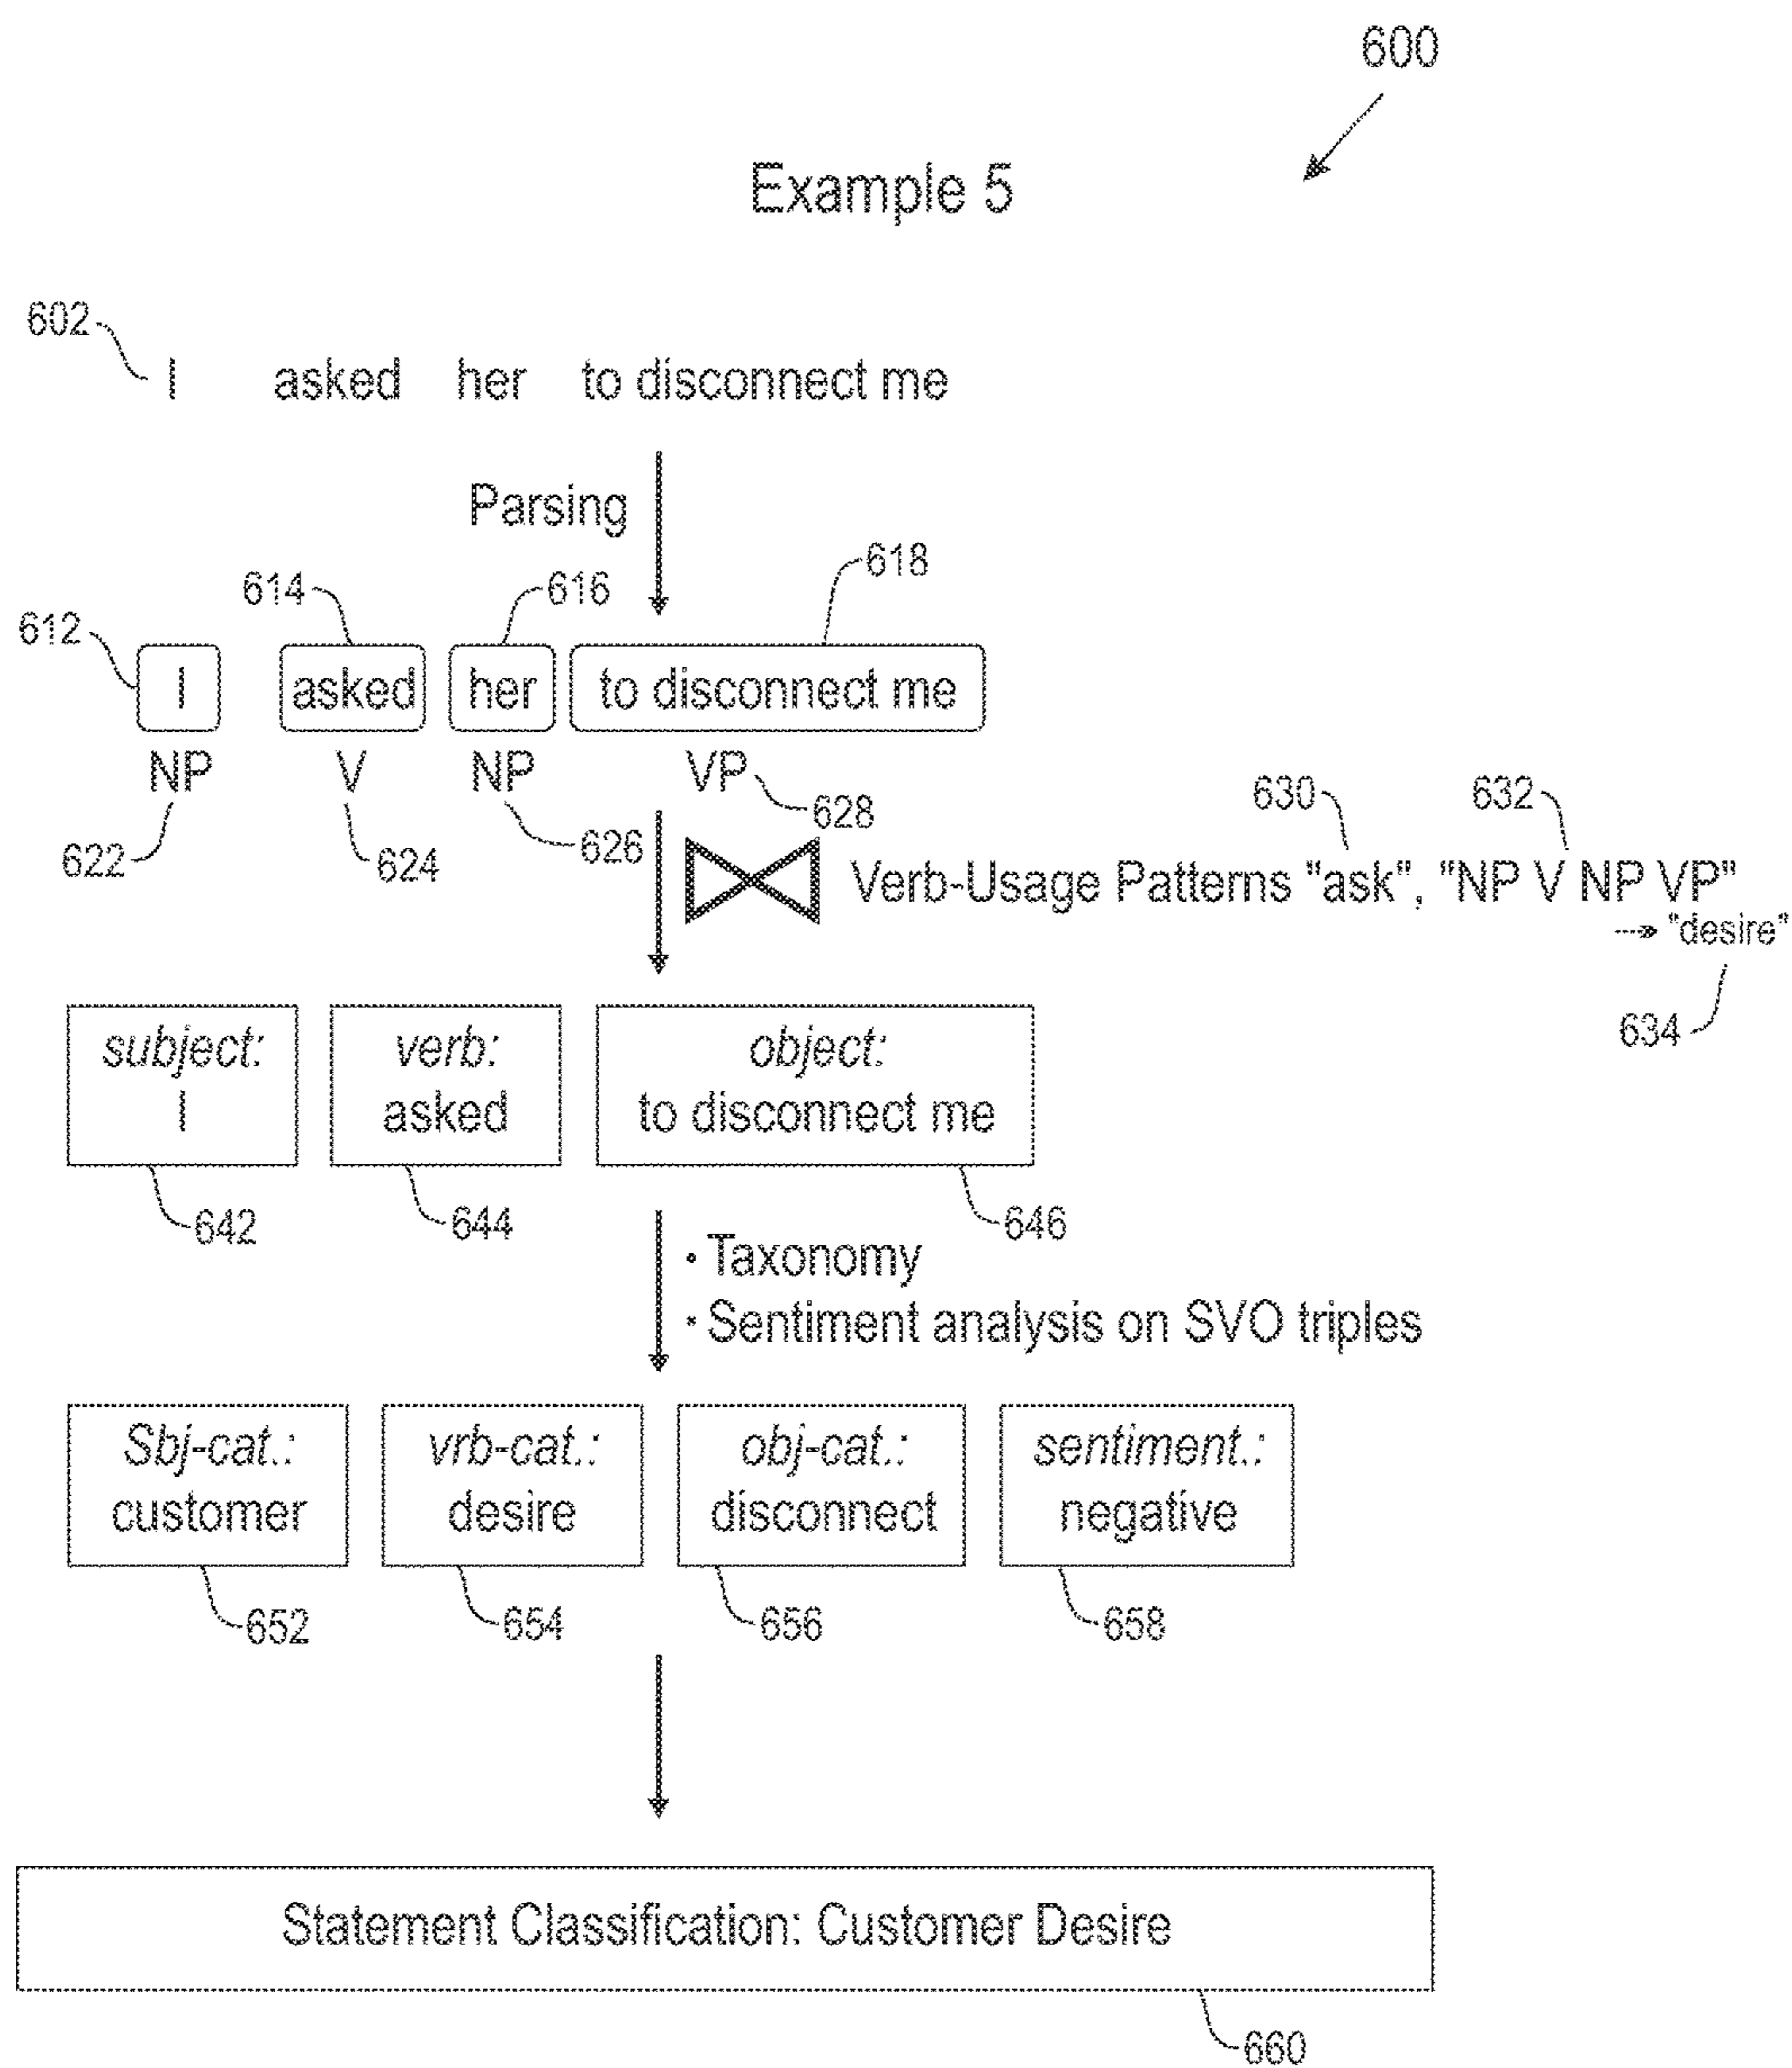 600
Example 5
602
I asked her to disconnect me
Parsing
618
614 616
612
I asked her to disconnect me
NP V NP VP
628 630 632
622 624 626
Verb-Usage Patterns "ask", "NP V NP VP"
"desire"
634
subject: verb: object:
I asked to disconnect me
642 644 646
· Taxonomy
· Sentiment analysis on SVO triples
Sbj-cat.: vrb-cat.: obj-cat.: sentiment.:
customer desire disconnect negative
652 654 656 658
Statement Classification: Customer Desire
660